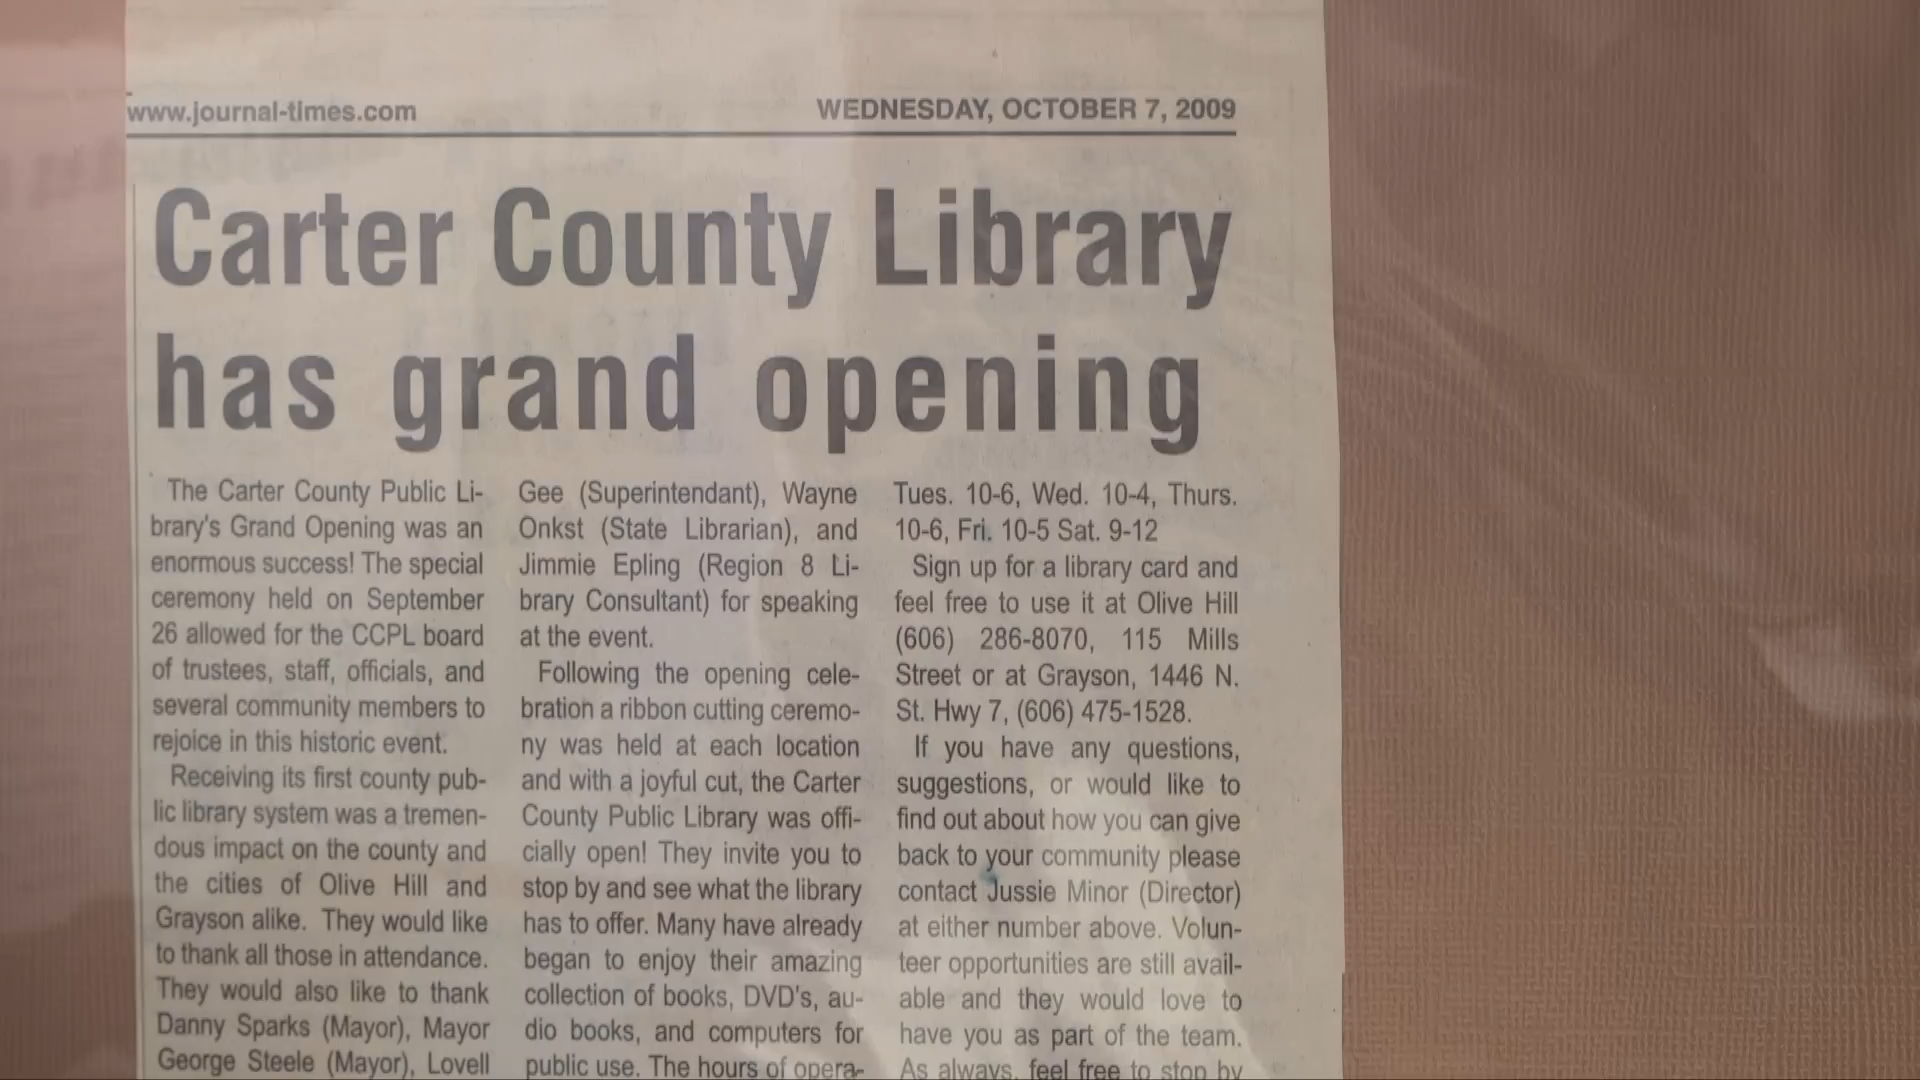 www.journal-times.com
WEDNESDAY, OCTOBER 7, 2009
Carter County Library
has grand opening
The Carter County Public Li-
brary's Grand Opening was an
enormous success! The special
ceremony held on September
26 allowed for the CCPL board
of trustees, staff, officials, and
several community members to
rejoice in this historic event.
Receiving its first county pub-
lic library system was a tremen-
dous impact on the county and
the cities of Olive Hill and
Grayson alike. They would like
to thank all those in attendance.
They would also like to thank
Danny Sparks (Mayor), Mayor
George Steele (Mayor), Lovell
Gee (Superintendant), Wayne
Onkst (State Librarian), and
Jimmie Epling (Region 8 Li-
brary Consultant) for speaking
at the event.
Following the opening cele-
bration a ribbon cutting ceremo-
ny was held at each location
and with a joyful cut, the Carter
County Public Library was offi-
cially open! They invite you to
stop by and see what the library
has to offer. Many have already
began to enjoy their amazing
collection of books, DVD's, au-
dio books, and computers for
public use. The hours of opera-
Tues. 10-6, Wed. 10-4, Thurs.
10-6, Fri. 10-5 Sat. 9-12
Sign up for a library card and
feel free to use it at Olive Hill
(606) 286-8070, 115 Mills
Street or at Grayson, 1446 N.
St. Hwy 7, (606) 475-1528.
If you have any questions,
suggestions, or would like to
find out about how you can give
back to your community please
contact Jussie Minor (Director)
at either number above. Volun-
teer opportunities are still avail-
able and they would love to
have you as part of the team.
As always, feel free to stop by